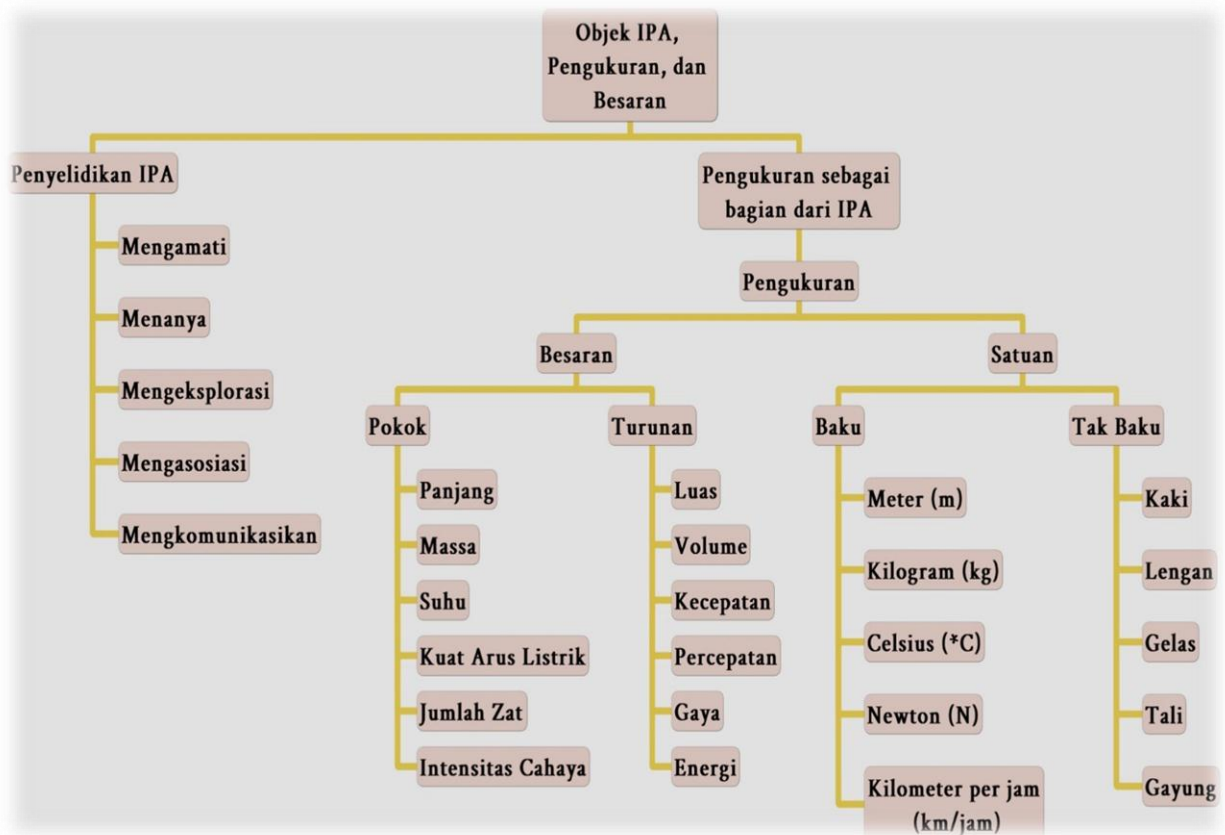 Objek IPA,
Pengukuran, dan
Besaran
Penyelidikan IPA
Mengamati
Menanya
Mengeksplorasi
Mengasosiasi
Mengkomunikasikan
Pengukuran sebagai
bagian dari IPA
Pengukuran
Besaran
Pokok
Panjang
Massa
Suhu
Kuat Arus Listrik
Jumlah Zat
Intensitas Cahaya
Turunan
Luas
Volume
Kecepatan
Percepatan
Gaya
Energi
Satuan
Baku
Meter (m)
Kilogram (kg)
Celsius (*C)
Newton (N)
Kilometer per jam
(km/jam)
Tak Baku
Kaki
Lengan
Gelas
Tali
Gayung